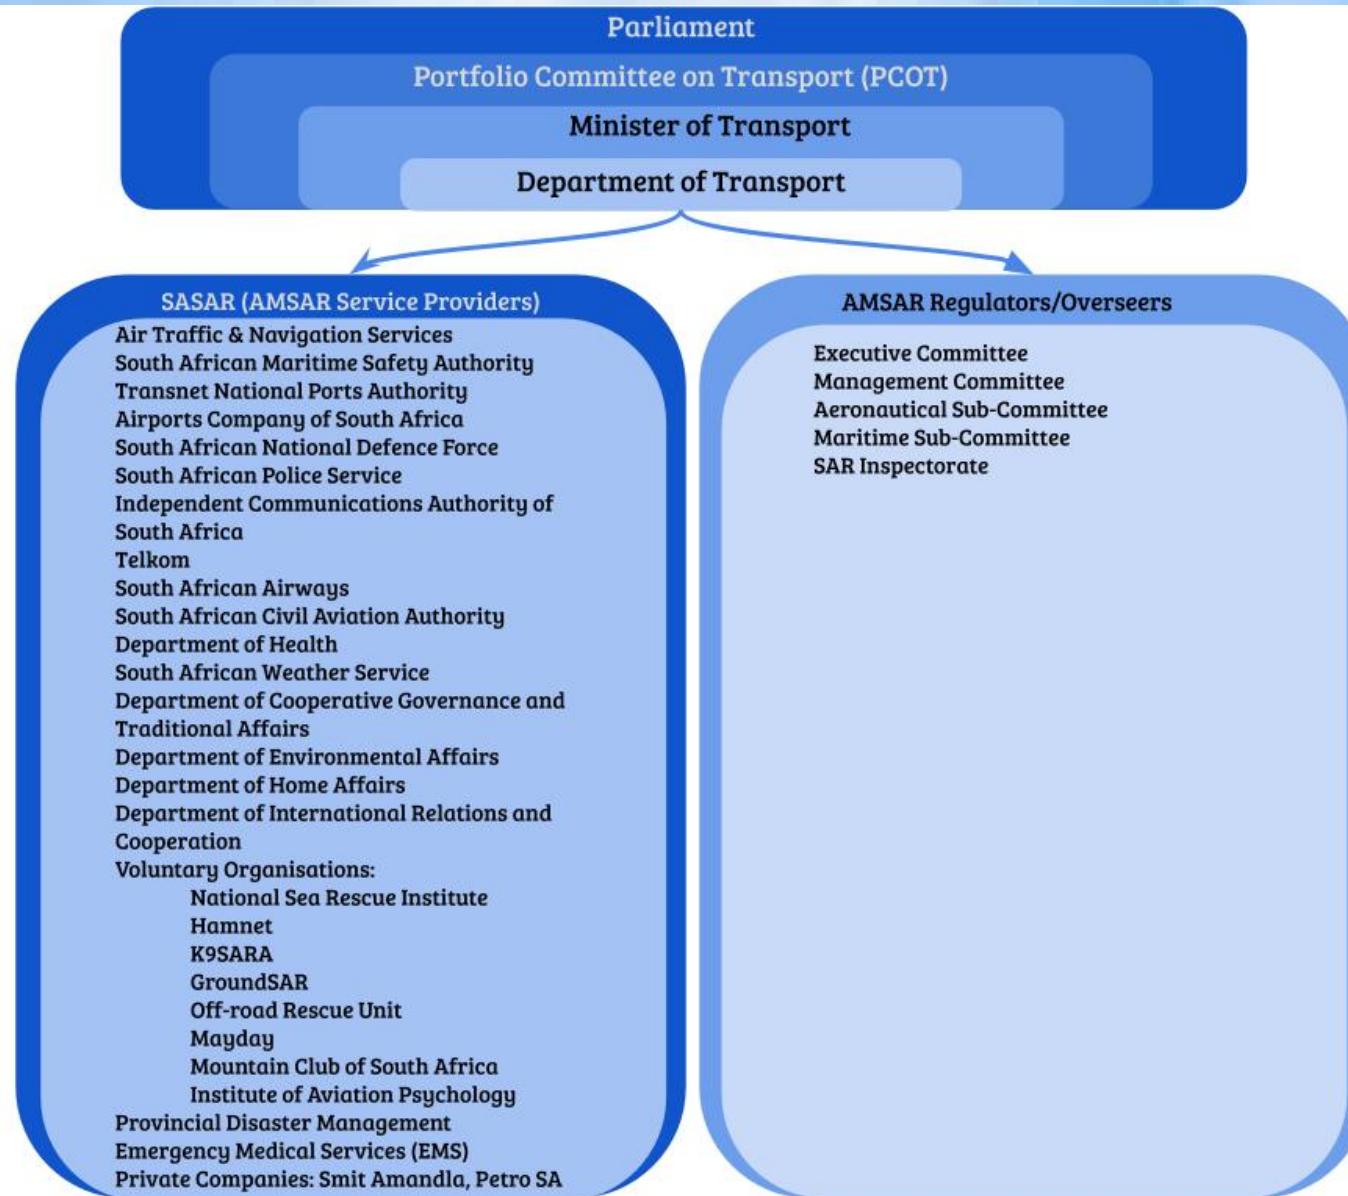 Parliament
Portfolio Committee on Transport (PCOT)
Minister of Transport
Department of Transport
SASAR (AMSAR Service Providers)
Air Traffic & Navigation Services
South African Maritime Safety Authority
Transnet National Ports Authority
Airports Company of South Africa
South African National Defence Force
South African Police Service
Independent Communications Authority of
South Africa
Telkom
South African Airways
South African Civil Aviation Authority
Department of Health
South African Weather Service
Department of Cooperative Governance and
Traditional Affairs
Department of Environmental Affairs
Department of Home Affairs
Department of International Relations and
Cooperation
Voluntary Organisations:
National Sea Rescue Institute
Hamnet
K9SARA
GroundSAR
Off-road Rescue Unit
Mayday
Mountain Club of South Africa
Institute of Aviation Psychology
Provincial Disaster Management
Emergency Medical Services (EMS)
Private Companies: Smit Amandla, Petro SA
AMSAR Regulators/Overseers
Executive Committee
Management Committee
Aeronautical Sub-Committee
Maritime Sub-Committee
SAR Inspectorate